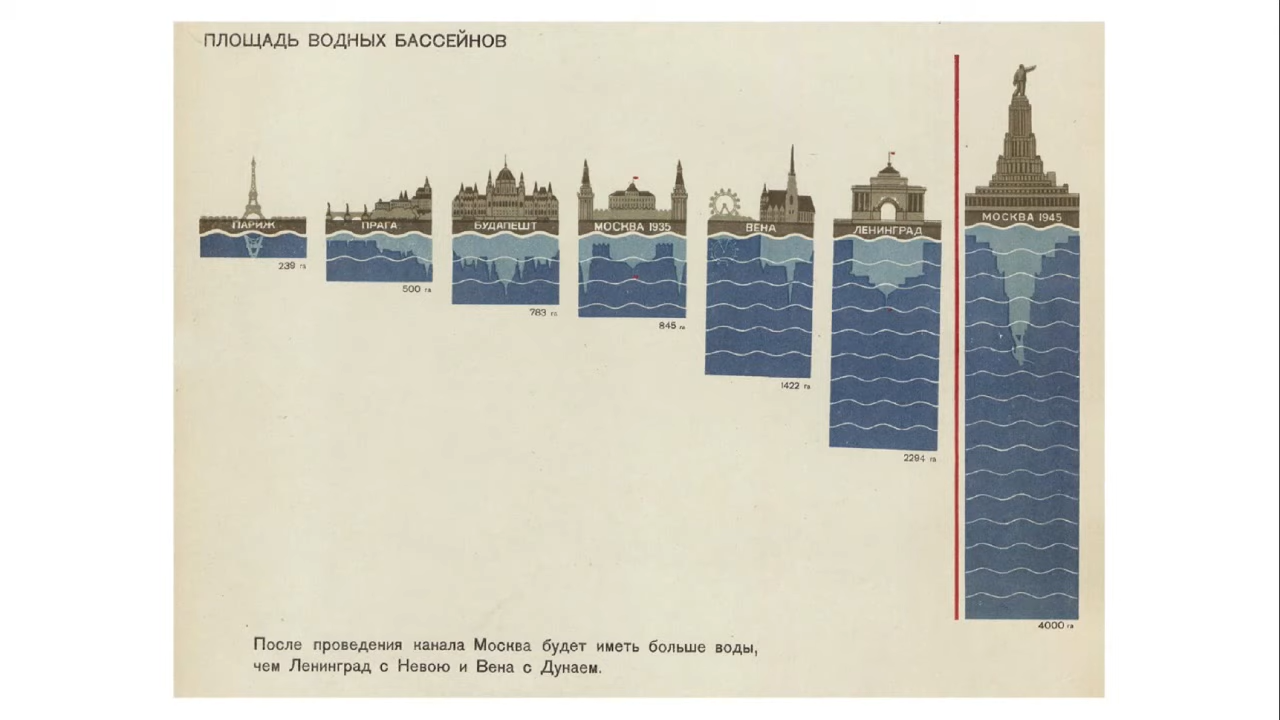 ПЛОЩАДЬ ВОДНЫХ БАССЕЙНОВ
ПАРИЖ
239 га
ПРАГА
500 га
БУДАПЕШТ
783 га
МОСКВА 1935
845 га
ВЕНА
1422 га
ЛЕНИНГРАД
2294 га
МОСКВА 1945
4000 га
После проведения канала Москва будет иметь больше воды,
чем Ленинград с Невою и Вена с Дунаем.